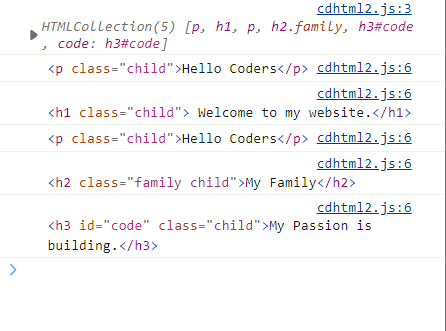 cdhtml2.js:3
HTMLCollection(5) [p, h1, p, h2.family, h3#code
, code: h3#code]
cdhtml2.js:6
<p class="child">Hello Coders</p>
cdhtml2.js:6
<h1 class="child"> Welcome to my website.</h1>
cdhtml2.js:6
<p class="child">Hello Coders</p>
cdhtml2.js:6
<h2 class="family child">My Family</h2>
cdhtml2.js:6
<h3 id="code" class="child">My Passion is
building.</h3>